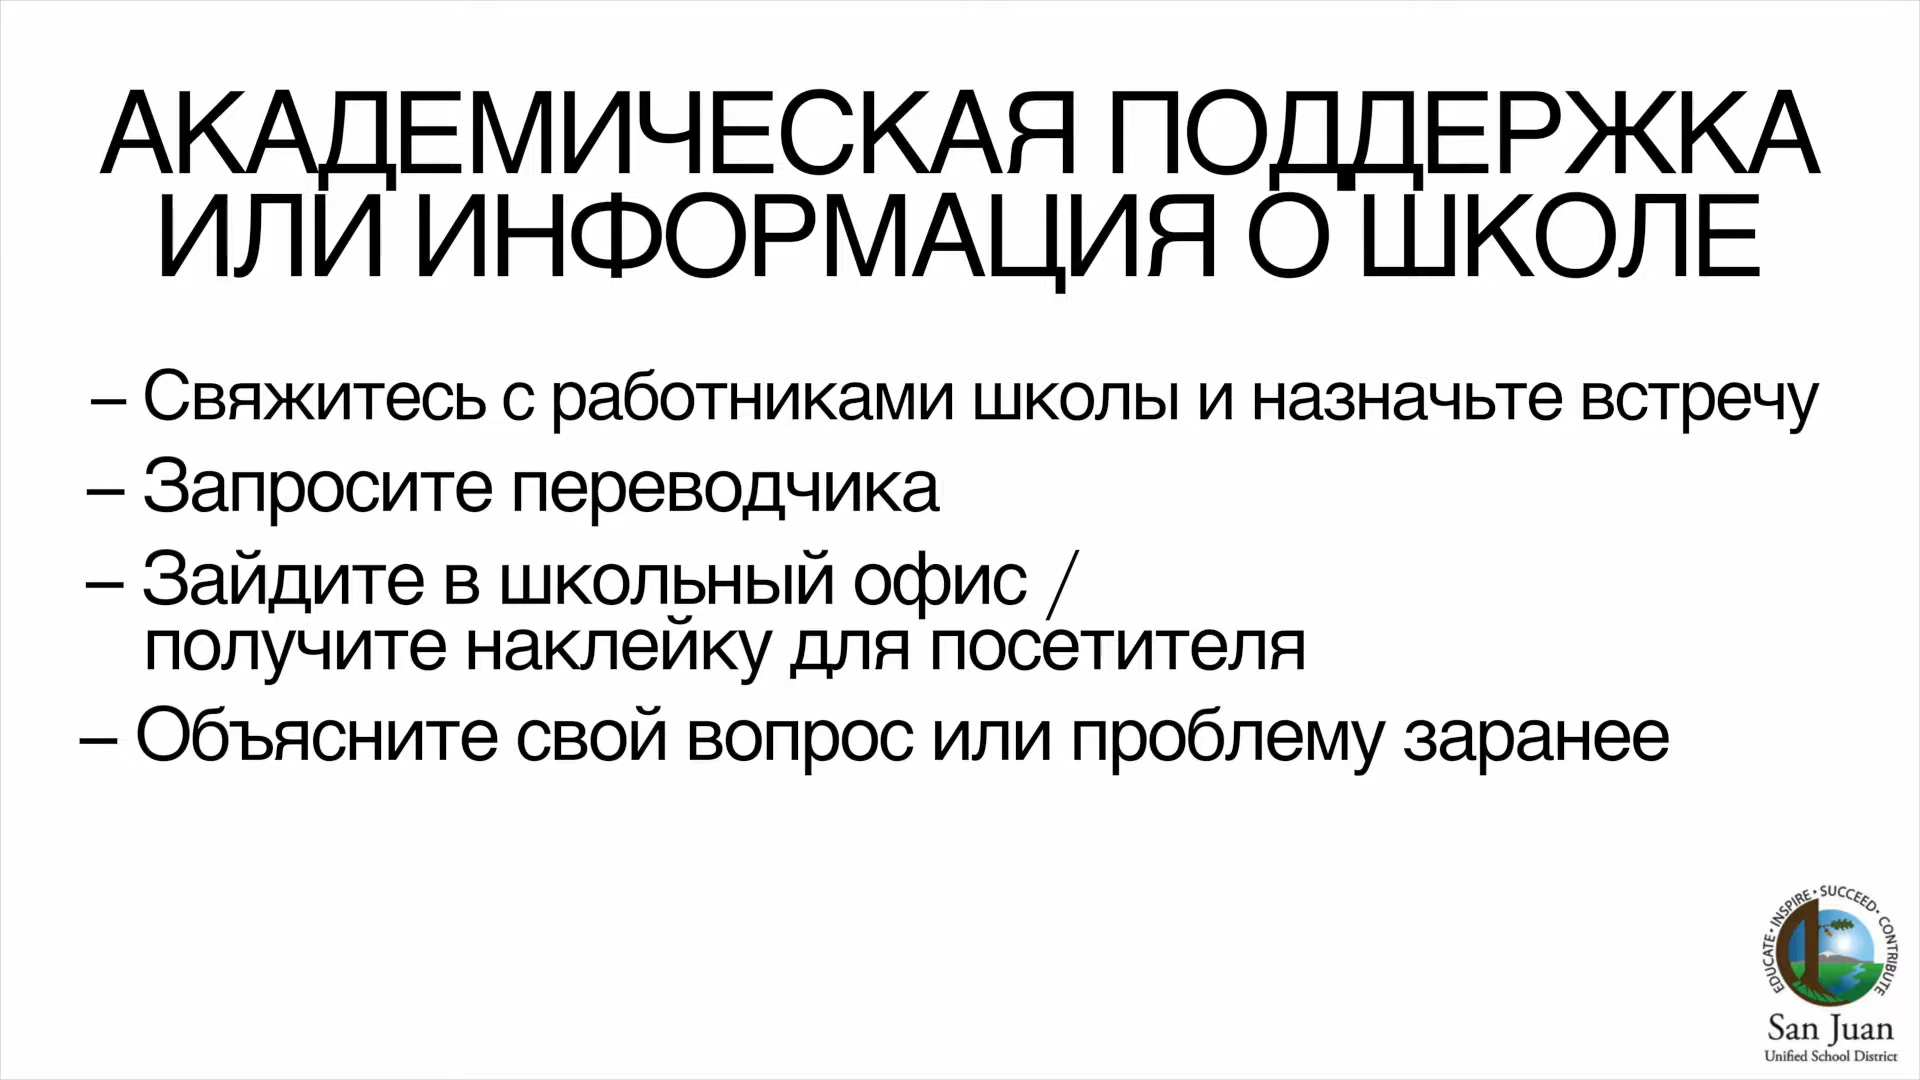 АКАДЕМИЧЕСКАЯ ПОДДЕРЖКА
ИЛИ ИНФОРМАЦИЯ О ШКОЛЕ
– Свяжитесь с работниками школы и назначьте встречу
– Запросите переводчика
– Зайдите в школьный офис /
получите наклейку для посетителя
– Объясните свой вопрос или проблему заранее
EDUCATE • INSPIRE • SUCCEED • CONTRIBUTE
San Juan
Unified School District